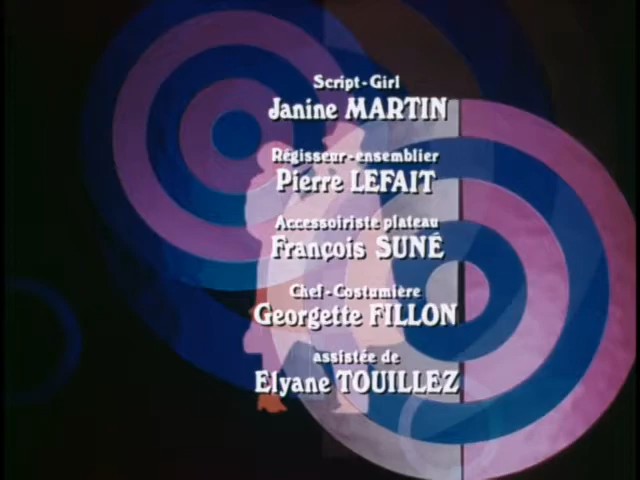 Script-Girl
Janine MARTIN
Régisseur-ensemblier
Pierre LEFAIT
Accessoiriste plateau
François SUNÉ
Chef-Costumière
Georgette FILLON
assistée de
Elyane TOUILLEZ